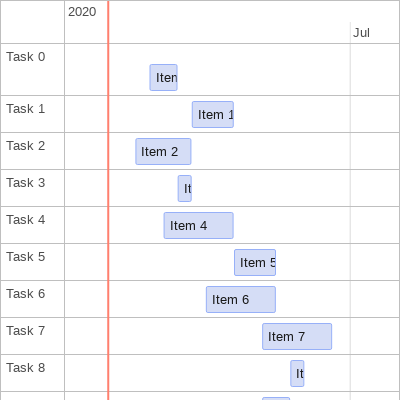 2020
Jul
Task 0
Iten
Task 1
Item 1
Task 2
Item 2
Task 3
It
Task 4
Item 4
Task 5
Item 5
Task 6
Item 6
Task 7
Item 7
Task 8
It